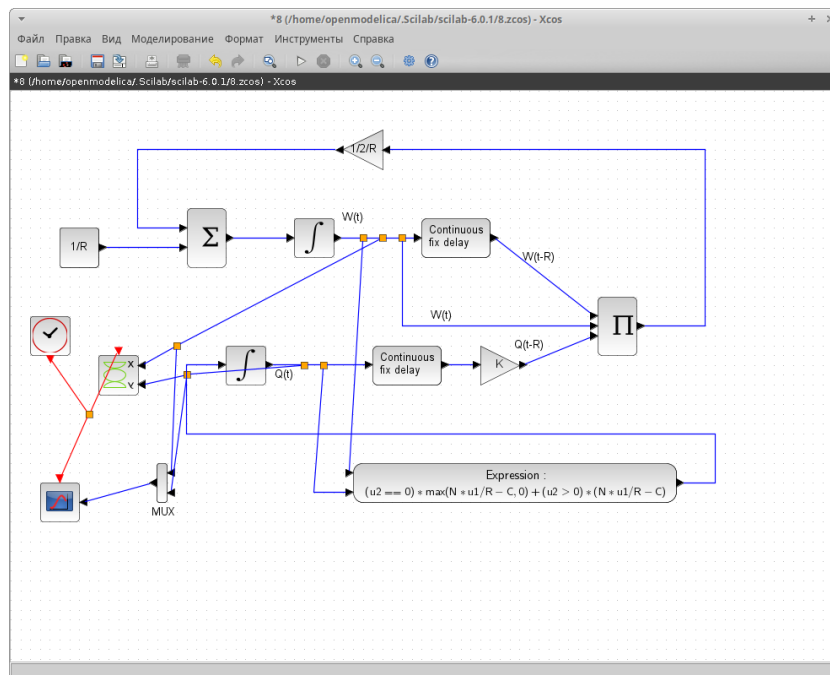 *8 (/home/openmodelica/.Scilab/scilab-6.0.1/8.zcos) - Xcos
Файл Правка Вид Моделирование Формат Инструменты Справка
*8 (/home/openmodelica/.Scilab/scilab-6.0.1/8.zcos) - Xcos
1/2/R
W(t)
1/R
Σ
∫
Continuous
fix delay
W(t-R)
W(t)
Π
Q(t-R)
X
Y
∫
Q(t)
Continuous
fix delay
K
MUX
Expression :
(u2 == 0) * max(N * u1/R − C, 0) + (u2 > 0) * (N * u1/R − C)